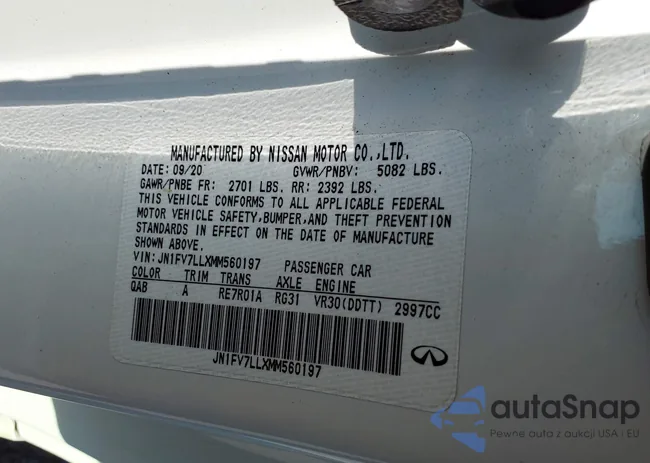 MANUFACTURED BY NISSAN MOTOR CO.,LTD.
DATE: 09/20 GVWR/PNBV: 5082 LBS.
GAWR/PNBE FR: 2701 LBS. RR: 2392 LBS.
THIS VEHICLE CONFORMS TO ALL APPLICABLE FEDERAL
MOTOR VEHICLE SAFETY,BUMPER,AND THEFT PREVENTION
STANDARDS IN EFFECT ON THE DATE OF MANUFACTURE
SHOWN ABOVE.
VIN: JN1FV7LLXMM560197 PASSENGER CAR
COLOR TRIM TRANS AXLE ENGINE
QAB A RE7R01A RG31 VR30(DDTT) 2997CC
JN1FV7LLXMM560197
autaSnap
Pewne auta z aukcji USA i EU